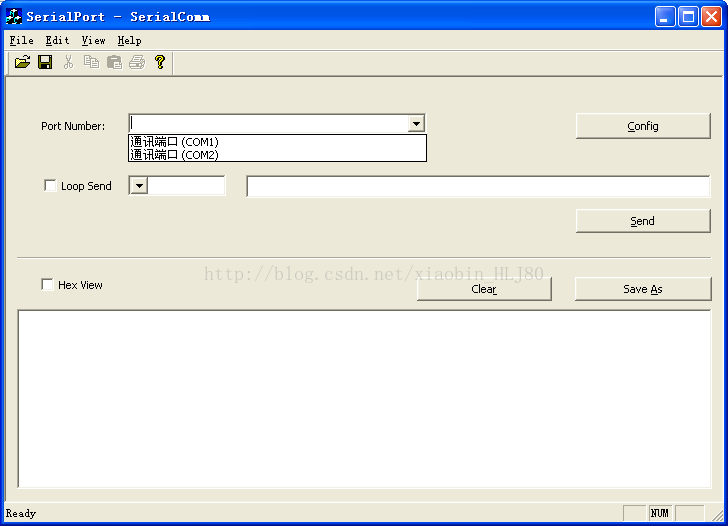 SerialPort - SerialComm
File Edit View Help
Port Number:
Config
通讯端口 (COM1)
通讯端口 (COM2)
Loop Send
Send
http://blog.csdn.net/xiaobin_HLJ80
Hex View
Clear
Save As
Ready
NUM